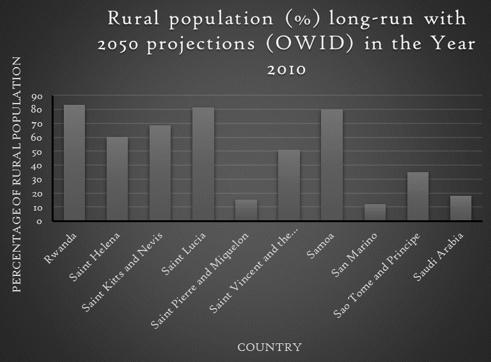 Rural population (%) long-run with
2050 projections (OWID) in the Year
2010
PERCENTAGE OF RURAL POPULATION
90
80
70
60
50
40
30
20
10
0
Rwanda
Saint Helena
Saint Kitts and Nevis
Saint Lucia
Saint Pierre and Miquelon
Saint Vincent and the...
Samoa
San Marino
Sao Tome and Principe
Saudi Arabia
COUNTRY